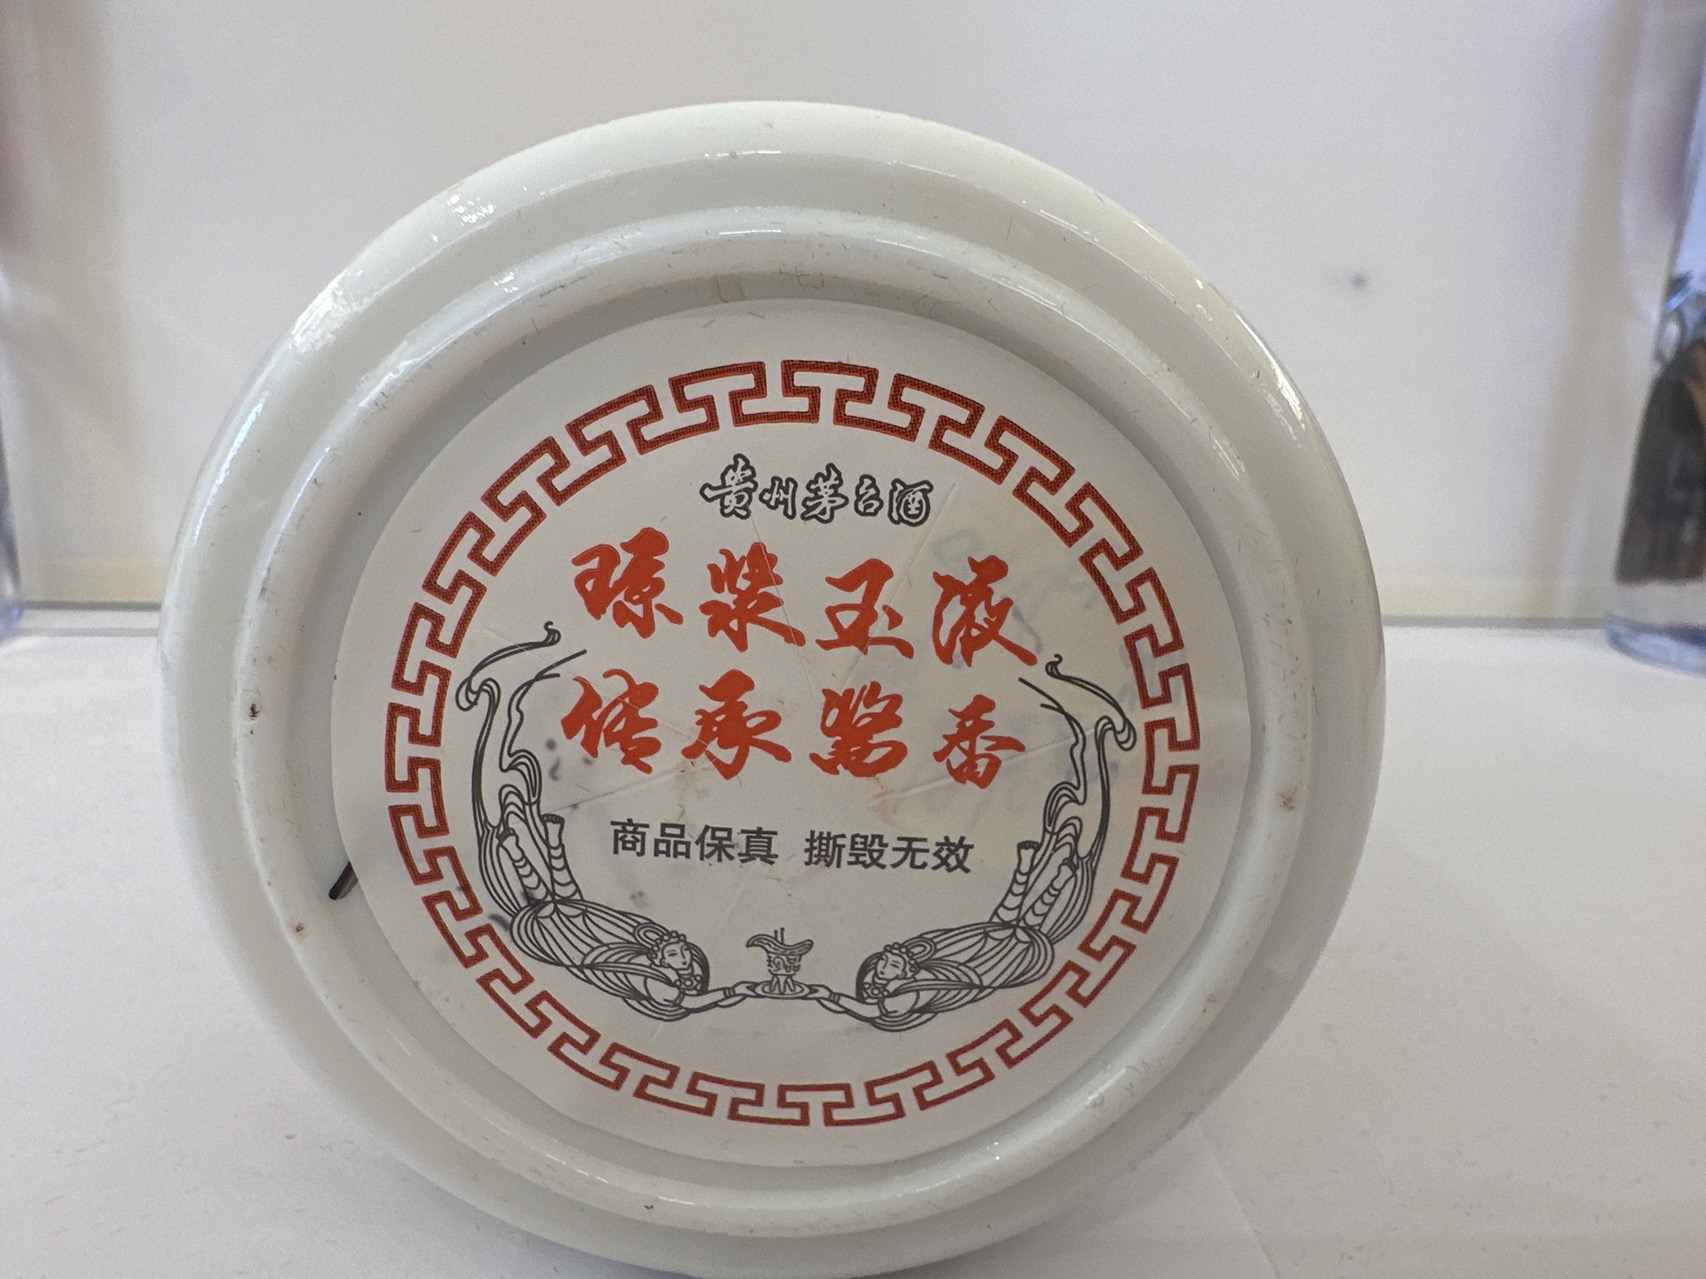 贵州茅台酒
琼浆玉液
传承酱香
商品保真 撕毁无效